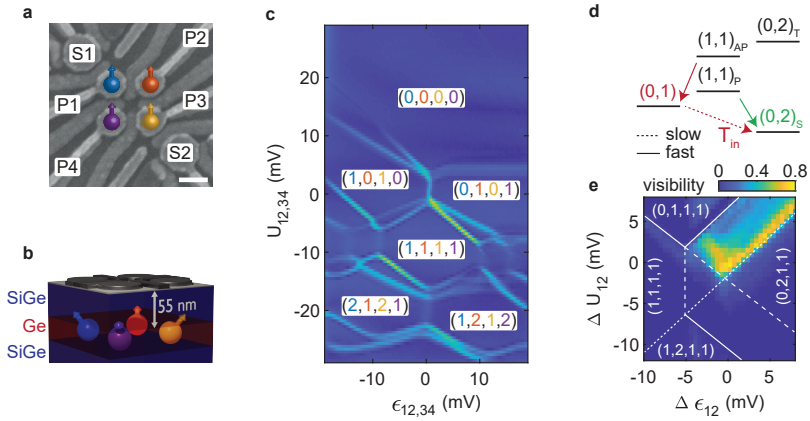 a
S1
P2
P1
P3
P4
S2
b
SiGe
Ge
SiGe
55 nm
c
U12,34 (mV)
20
10
0
-10
-20
(0,0,0,0)
(1,0,1,0)
(0,1,0,1)
(1,1,1,1)
(2,1,2,1)
(1,2,1,2)
-10
0
10
ϵ12,34 (mV)
d
(0,2)T
(1,1)AP
(1,1)P
(0,1)
(0,2)S
Tin
slow
fast
e
visibility
0
0.4
0.8
Δ U12 (mV)
5
0
-5
-10
(0,1,1,1)
(1,1,1,1)
(0,2,1,1)
(1,2,1,1)
-10
-5
0
5
Δ ϵ12 (mV)